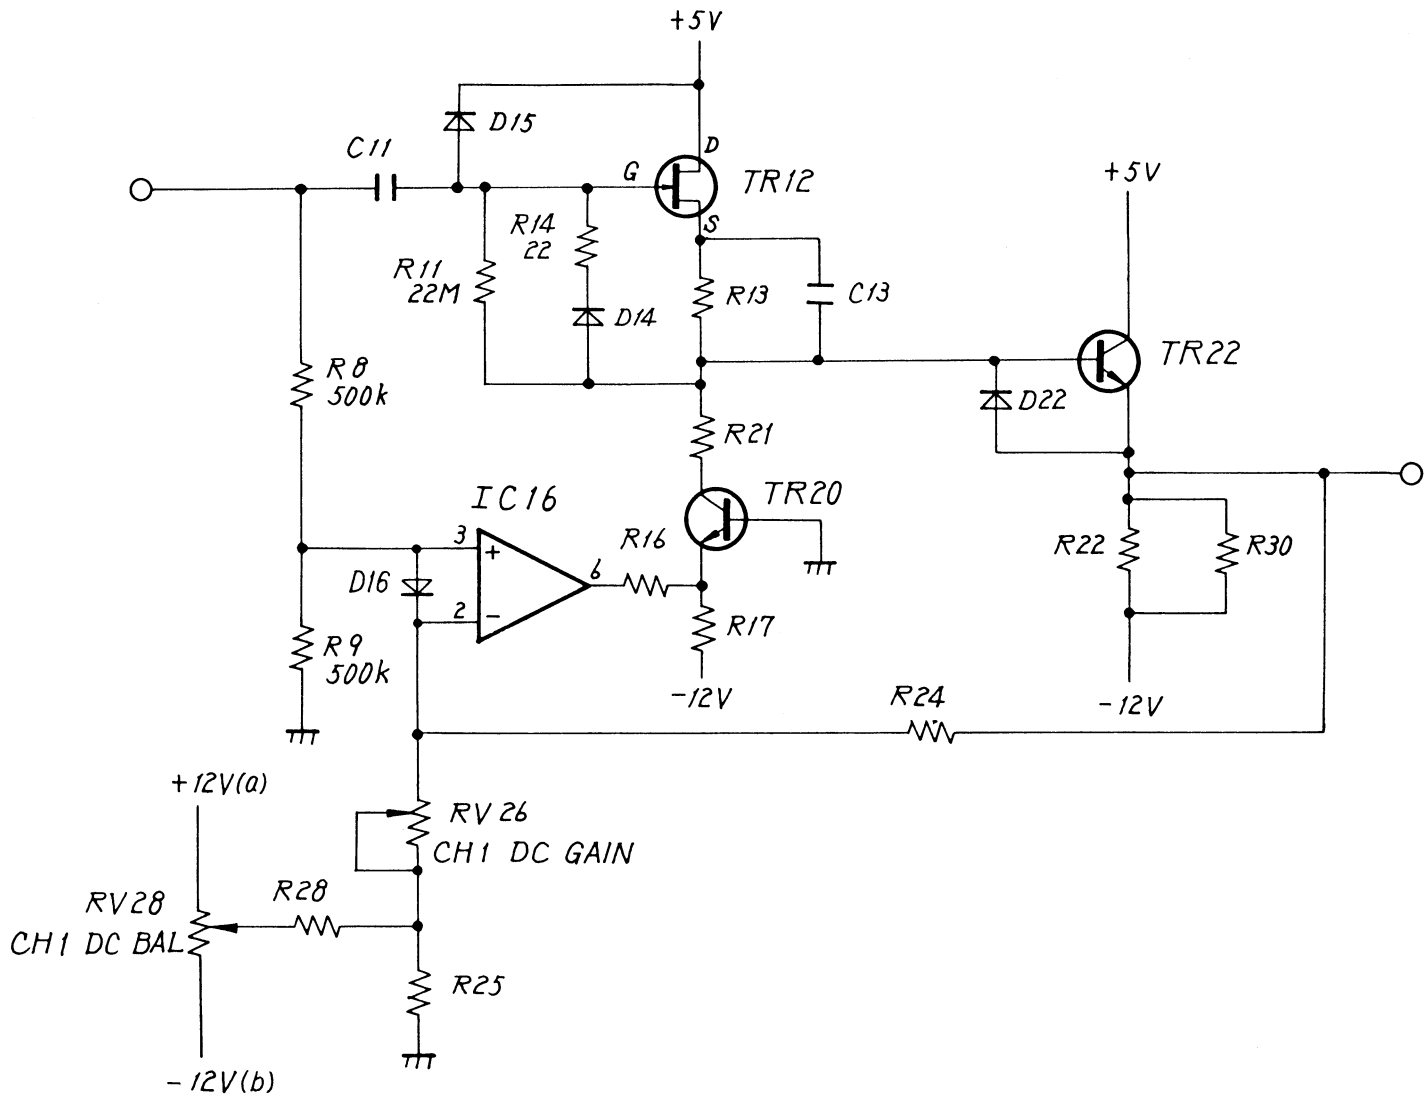 +5V
D15
C11
D
G
TR12
+5V
S
R14
22
R11
22M
R13
C13
D14
TR22
R8
500k
D22
R21
IC16
TR20
3
+
R16
6
R22
R30
D16
2
-
R17
R9
500k
-12V
R24
-12V
+12V(a)
RV26
CH1 DC GAIN
R28
RV28
CH1 DC BAL
R25
-12V(b)